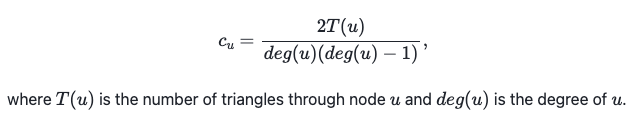 c_u = \frac{2T(u)}{deg(u)(deg(u) - 1)},
where T(u) is the number of triangles through node u and deg(u) is the degree of u.